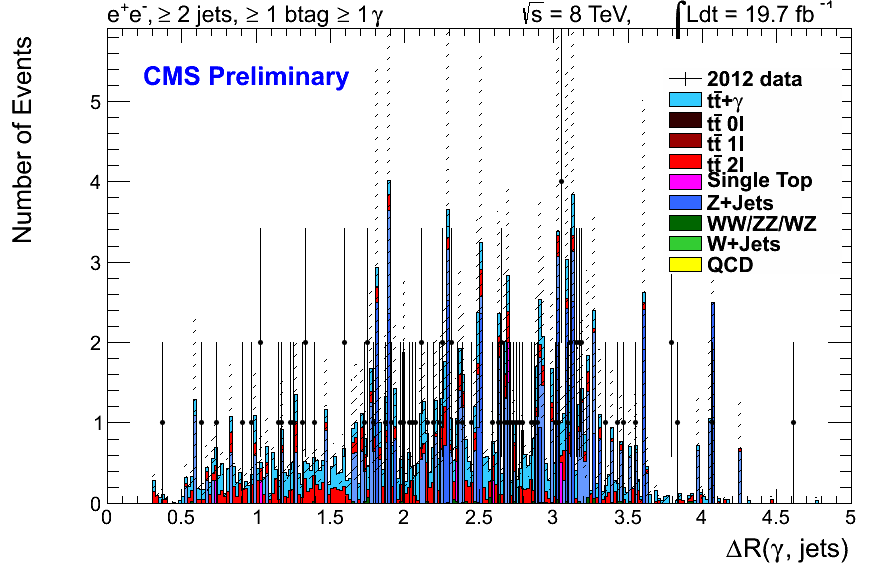 e⁺e⁻, ≥ 2 jets, ≥ 1 btag ≥ 1 γ
√s = 8 TeV, ∫Ldt = 19.7 fb⁻¹
CMS Preliminary
Number of Events
2012 data
tt̄+γ
tt̄ 0l
tt̄ 1l
tt̄ 2l
Single Top
Z+Jets
WW/ZZ/WZ
W+Jets
QCD
5
4
3
2
1
0
0 0.5 1 1.5 2 2.5 3 3.5 4 4.5 5
ΔR(γ, jets)